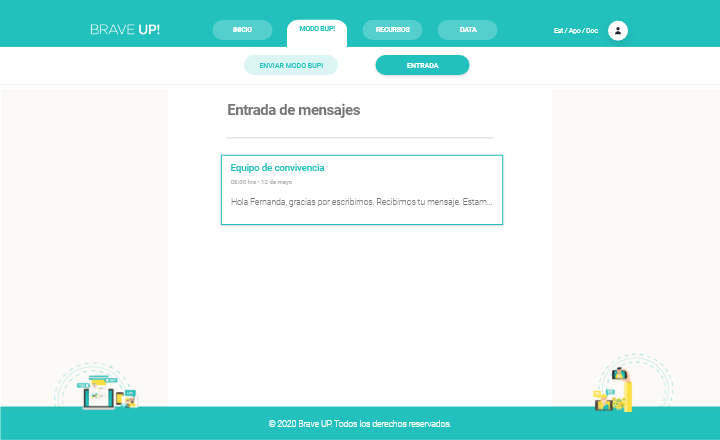 BRAVE UP!
INICIO
MODO BUP!
RECURSOS
DATA
Est / Apo / Doc
ENVIAR MODO BUP!
ENTRADA
Entrada de mensajes
Equipo de convivencia
08:00 hrs - 12 de mayo
Hola Fernanda, gracias por escribirnos. Recibimos tu mensaje. Estam...
© 2020 Brave UP. Todos los derechos reservados.